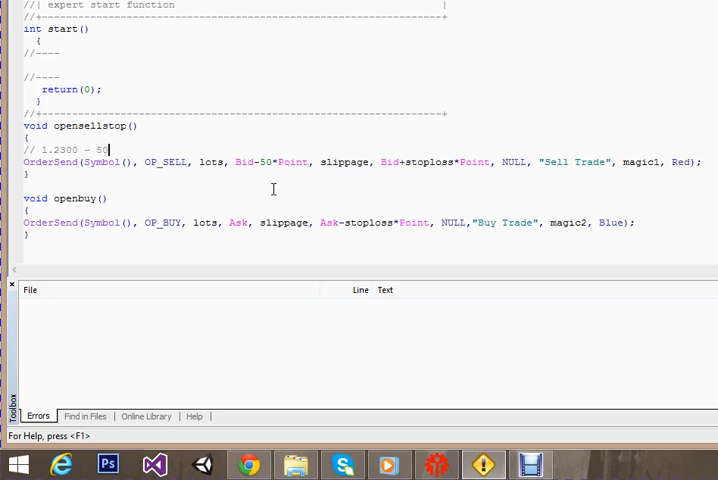 //| expert start function |
//+------------------------------------------------------------------+
int start()
{
//----
//----
return(0);
}
//+------------------------------------------------------------------+
void opensellstop()
{
// 1.2300 - 50
OrderSend(Symbol(), OP_SELL, lots, Bid-50*Point, slippage, Bid+stoploss*Point, NULL, "Sell Trade", magic1, Red);
}
void openbuy()
{
OrderSend(Symbol(), OP_BUY, lots, Ask, slippage, Ask-stoploss*Point, NULL,"Buy Trade", magic2, Blue);
}
File Line Text
Toolbox
Errors Find in Files Online Library Help
For Help, press <F1>
Ps